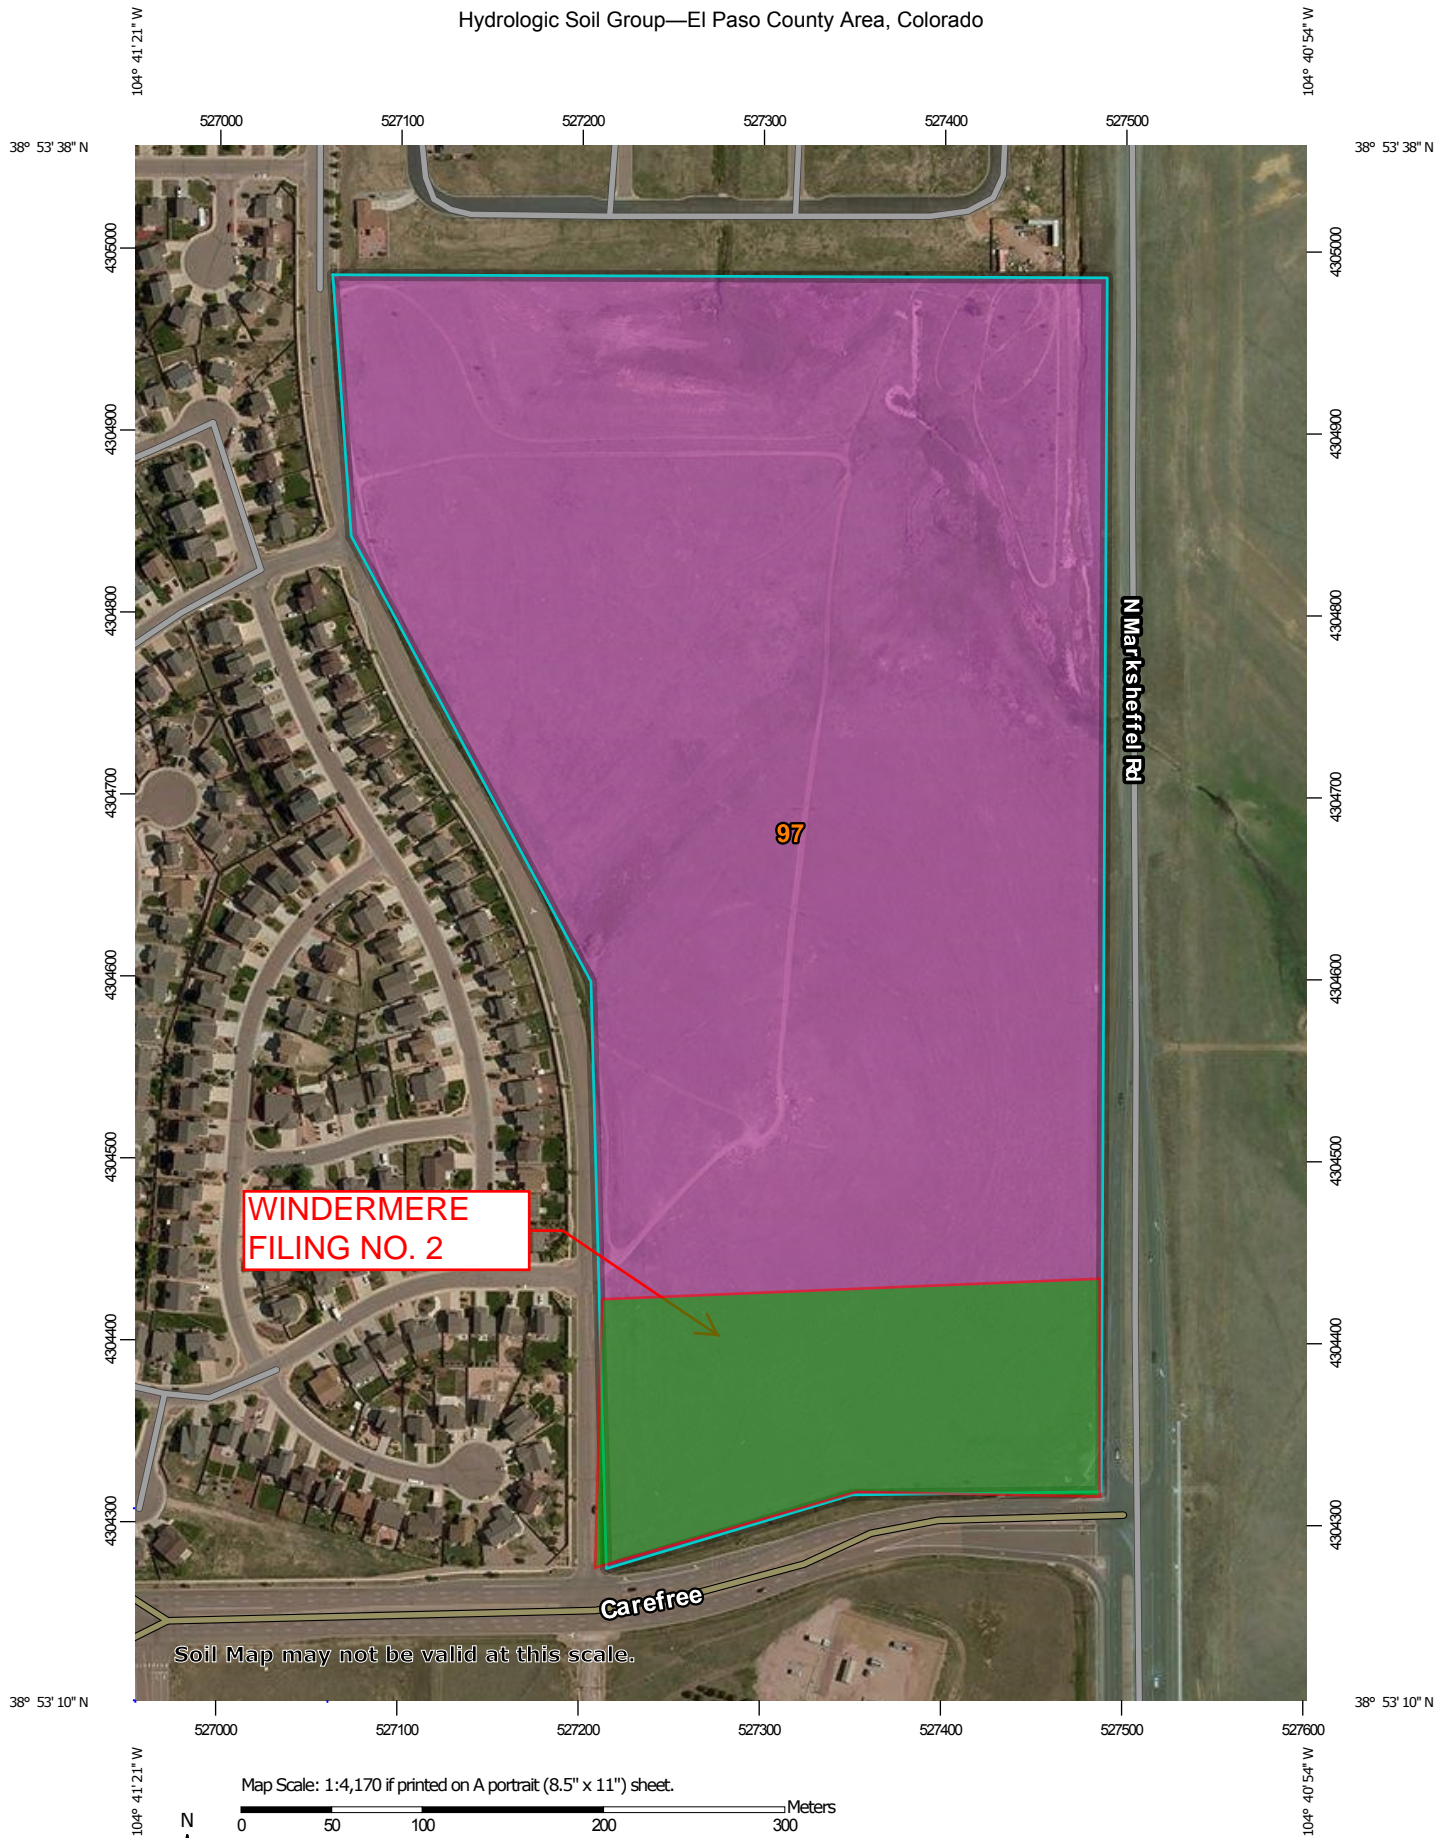 Hydrologic Soil Group—El Paso County Area, Colorado
104° 41' 21" W
104° 40' 54" W
527000 527100 527200 527300 527400 527500
38° 53' 38" N
38° 53' 38" N
4305000
4305000
4304900
4304900
4304800
4304800
N Marksheffel Rd
4304700
4304700
97
4304600
4304600
4304500
4304500
WINDERMERE
FILING NO. 2
4304400
4304400
4304300
4304300
Carefree
Soil Map may not be valid at this scale.
38° 53' 10" N
38° 53' 10" N
527000 527100 527200 527300 527400 527500 527600
104° 41' 21" W
104° 40' 54" W
Map Scale: 1:4,170 if printed on A portrait (8.5" x 11") sheet.
Meters
N
0 50 100 200 300